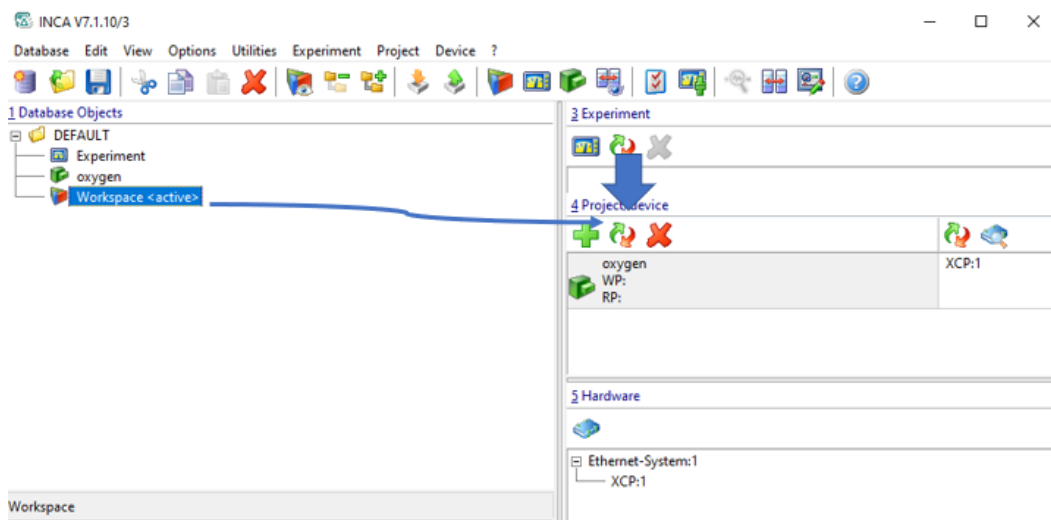 INCA V7.1.10/3
Database Edit View Options Utilities Experiment Project Device ?
1 Database Objects
DEFAULT
Experiment
oxygen
Workspace <active>
Workspace
3 Experiment
4 Project/device
oxygen
WP:
RP:
XCP:1
5 Hardware
Ethernet-System:1
XCP:1